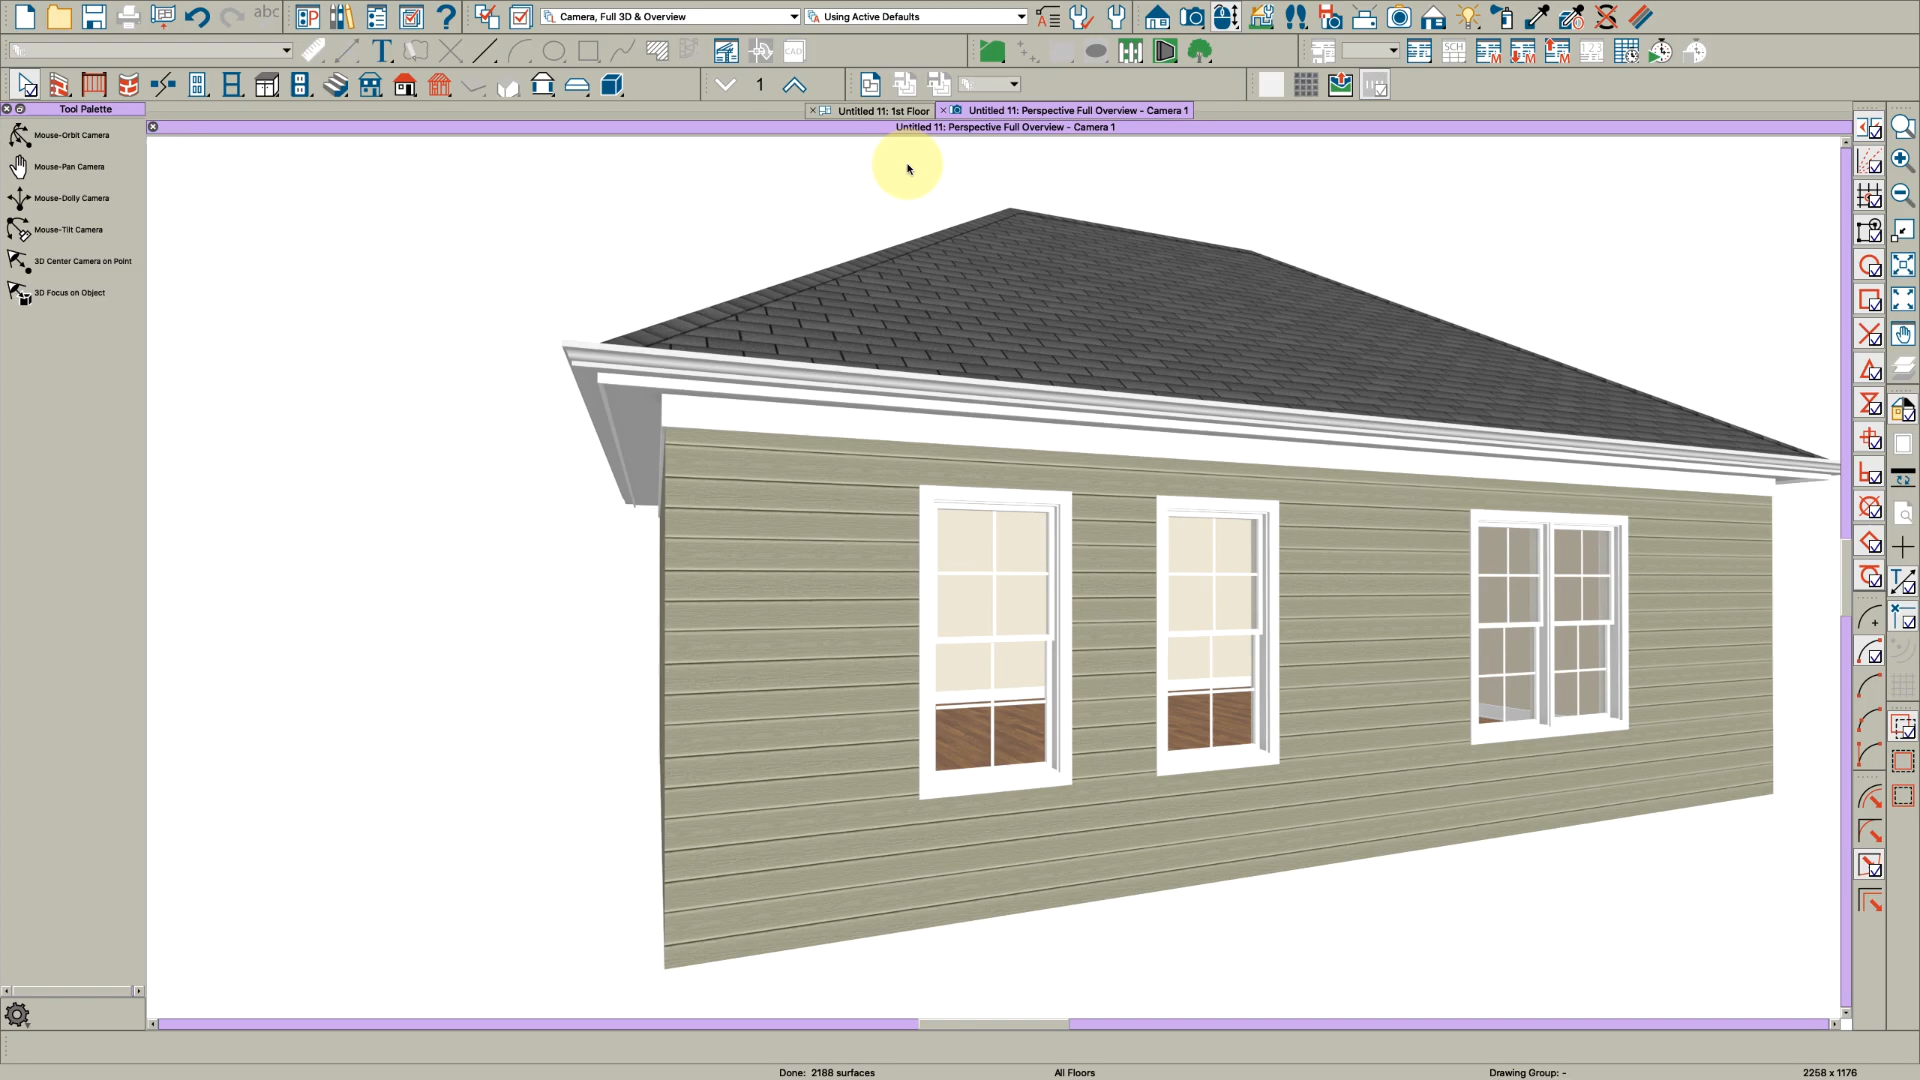 abc
Camera, Full 3D & Overview
Using Active Defaults
T
CAD
SCH
M
M
M
123
1
Tool Palette
Untitled 11: 1st Floor
Untitled 11: Perspective Full Overview - Camera 1
Untitled 11: Perspective Full Overview - Camera 1
Mouse-Orbit Camera
Mouse-Pan Camera
Mouse-Dolly Camera
Mouse-Tilt Camera
3D Center Camera on Point
3D Focus on Object
Done: 2188 surfaces
All Floors
Drawing Group: -
2258 x 1176